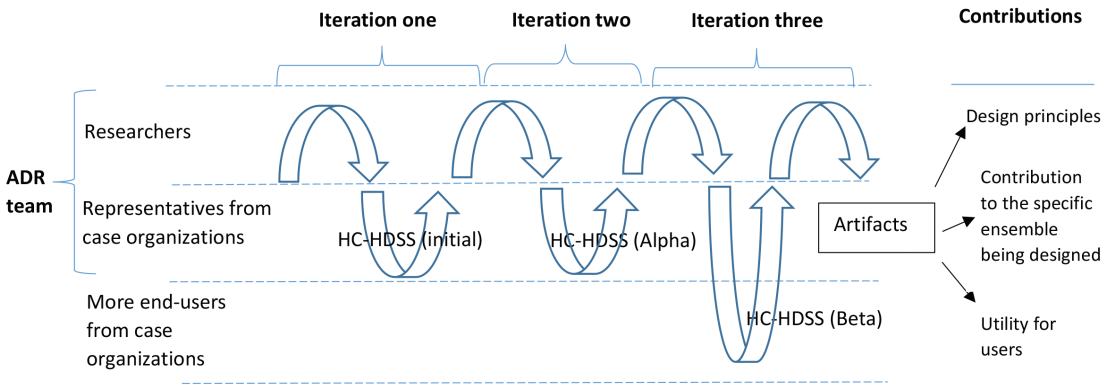 Iteration one
Iteration two
Iteration three
Contributions
ADR
team
Researchers
Representatives from
case organizations
More end-users
from case
organizations
HC-HDSS (initial)
HC-HDSS (Alpha)
HC-HDSS (Beta)
Artifacts
Design principles
Contribution
to the specific
ensemble
being designed
Utility for
users